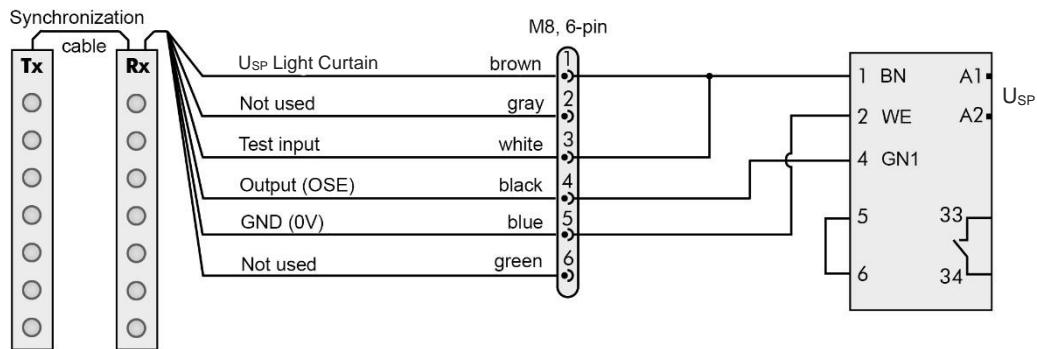 Synchronization
cable
Tx
Rx
M8, 6-pin
USP Light Curtain brown 1
Not used gray 2
Test input white 3
Output (OSE) black 4
GND (0V) blue 5
Not used green 6
1 BN A1
2 WE A2
USP
4 GN1
5 33
6 34